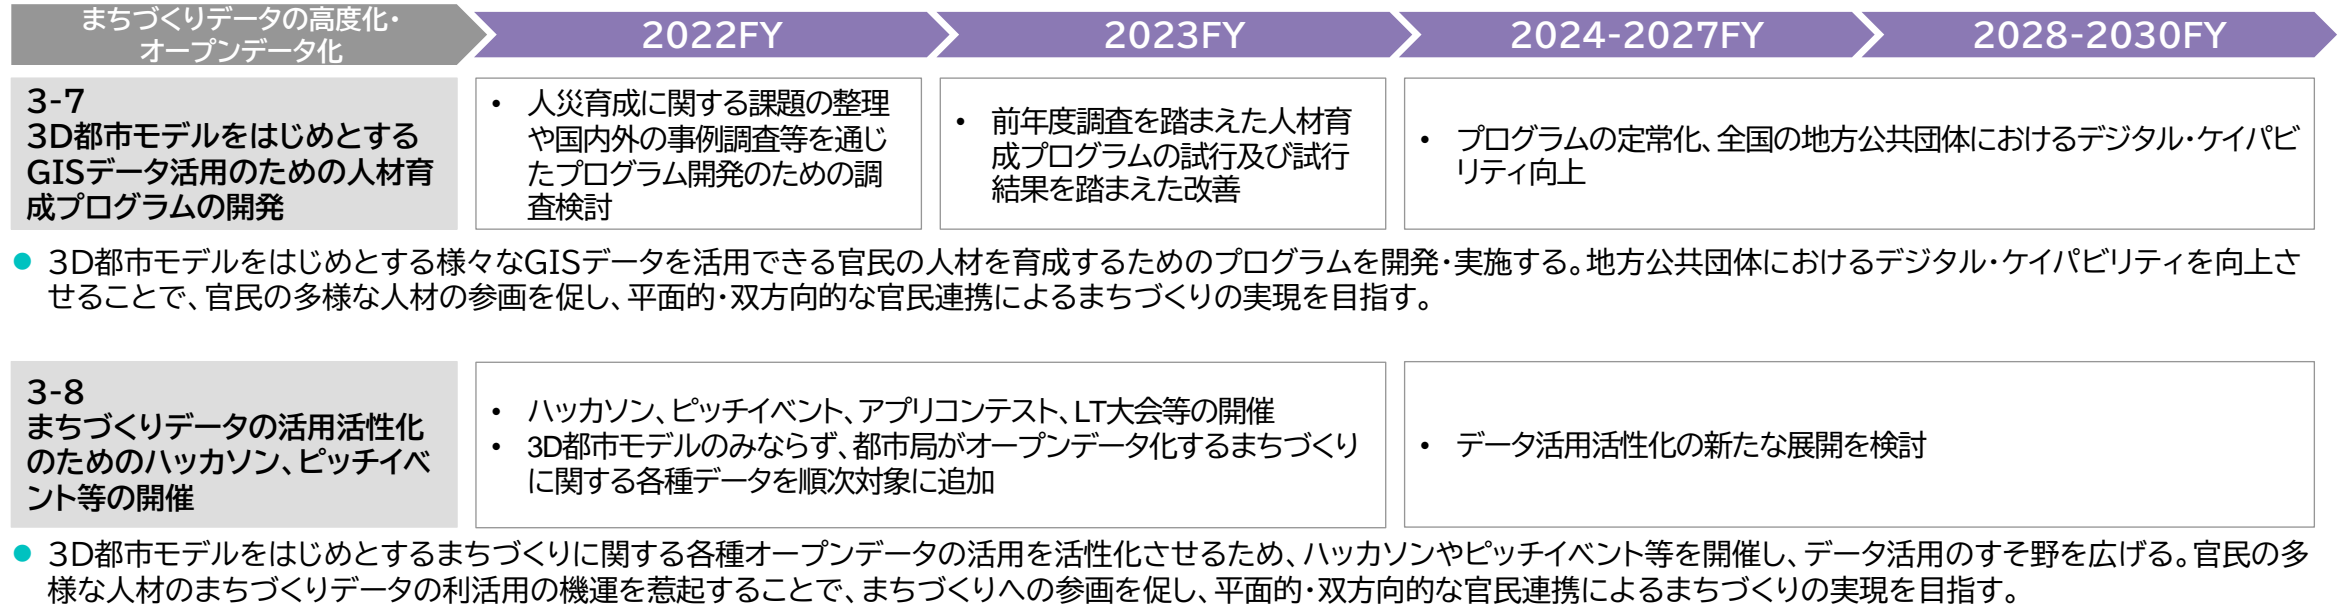 まちづくりデータの高度化・
オープンデータ化
2022FY
2023FY
2024-2027FY
2028-2030FY
3-7
3D都市モデルをはじめとする
GISデータ活用のための人材育
成プログラムの開発
• 人災育成に関する課題の整理
や国内外の事例調査等を通じ
たプログラム開発のための調
査検討
• 前年度調査を踏まえた人材育
成プログラムの試行及び試行
結果を踏まえた改善
• プログラムの定常化、全国の地方公共団体におけるデジタル・ケイパビ
リティ向上
● 3D都市モデルをはじめとする様々なGISデータを活用できる官民の人材を育成するためのプログラムを開発・実施する。地方公共団体におけるデジタル・ケイパビリティを向上さ
せることで、官民の多様な人材の参画を促し、平面的・双方向的な官民連携によるまちづくりの実現を目指す。
3-8
まちづくりデータの活用活性化
のためのハッカソン、ピッチイベ
ント等の開催
• ハッカソン、ピッチイベント、アプリコンテスト、LT大会等の開催
• 3D都市モデルのみならず、都市局がオープンデータ化するまちづくり
に関する各種データを順次対象に追加
• データ活用活性化の新たな展開を検討
● 3D都市モデルをはじめとするまちづくりに関する各種オープンデータの活用を活性化させるため、ハッカソンやピッチイベント等を開催し、データ活用のすそ野を広げる。官民の多
様な人材のまちづくりデータの利活用の機運を惹起することで、まちづくりへの参画を促し、平面的・双方向的な官民連携によるまちづくりの実現を目指す。